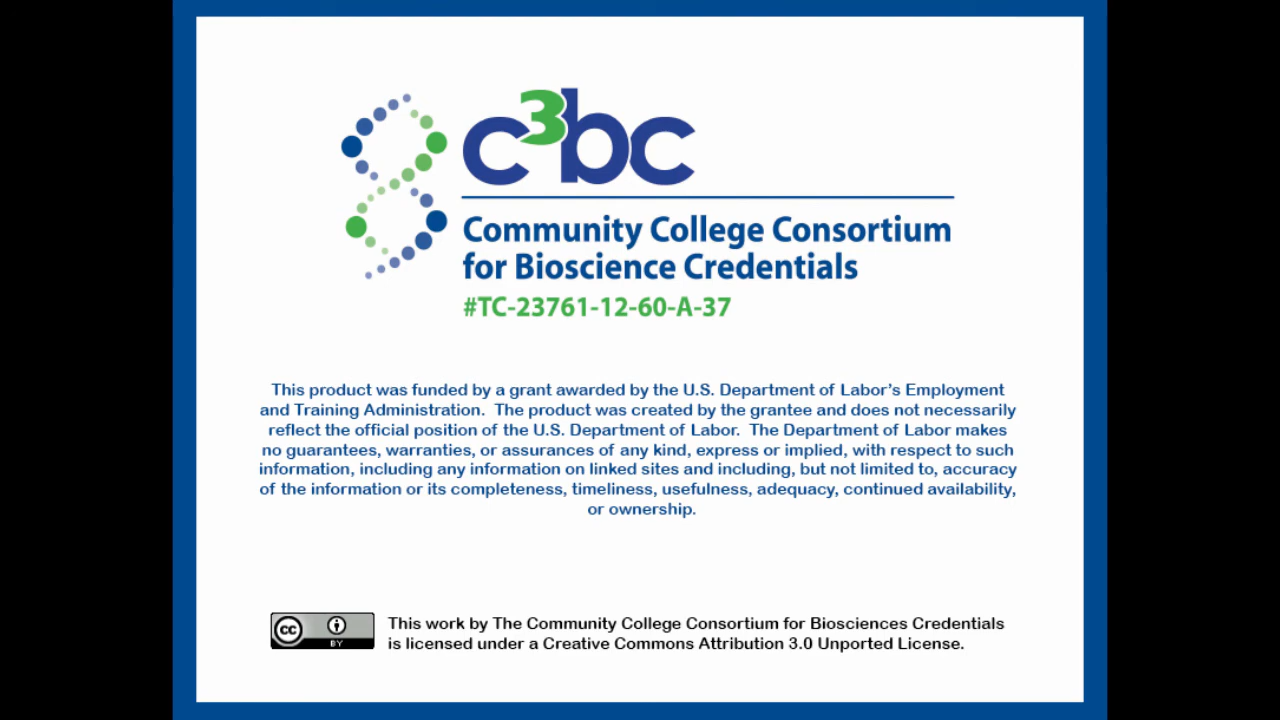 c3bc
Community College Consortium
for Bioscience Credentials
#TC-23761-12-60-A-37
This product was funded by a grant awarded by the U.S. Department of Labor’s Employment
and Training Administration.  The product was created by the grantee and does not necessarily
reflect the official position of the U.S. Department of Labor.  The Department of Labor makes
no guarantees, warranties, or assurances of any kind, express or implied, with respect to such
information, including any information on linked sites and including, but not limited to, accuracy
of the information or its completeness, timeliness, usefulness, adequacy, continued availability,
or ownership.
cc BY
This work by The Community College Consortium for Biosciences Credentials
is licensed under a Creative Commons Attribution 3.0 Unported License.